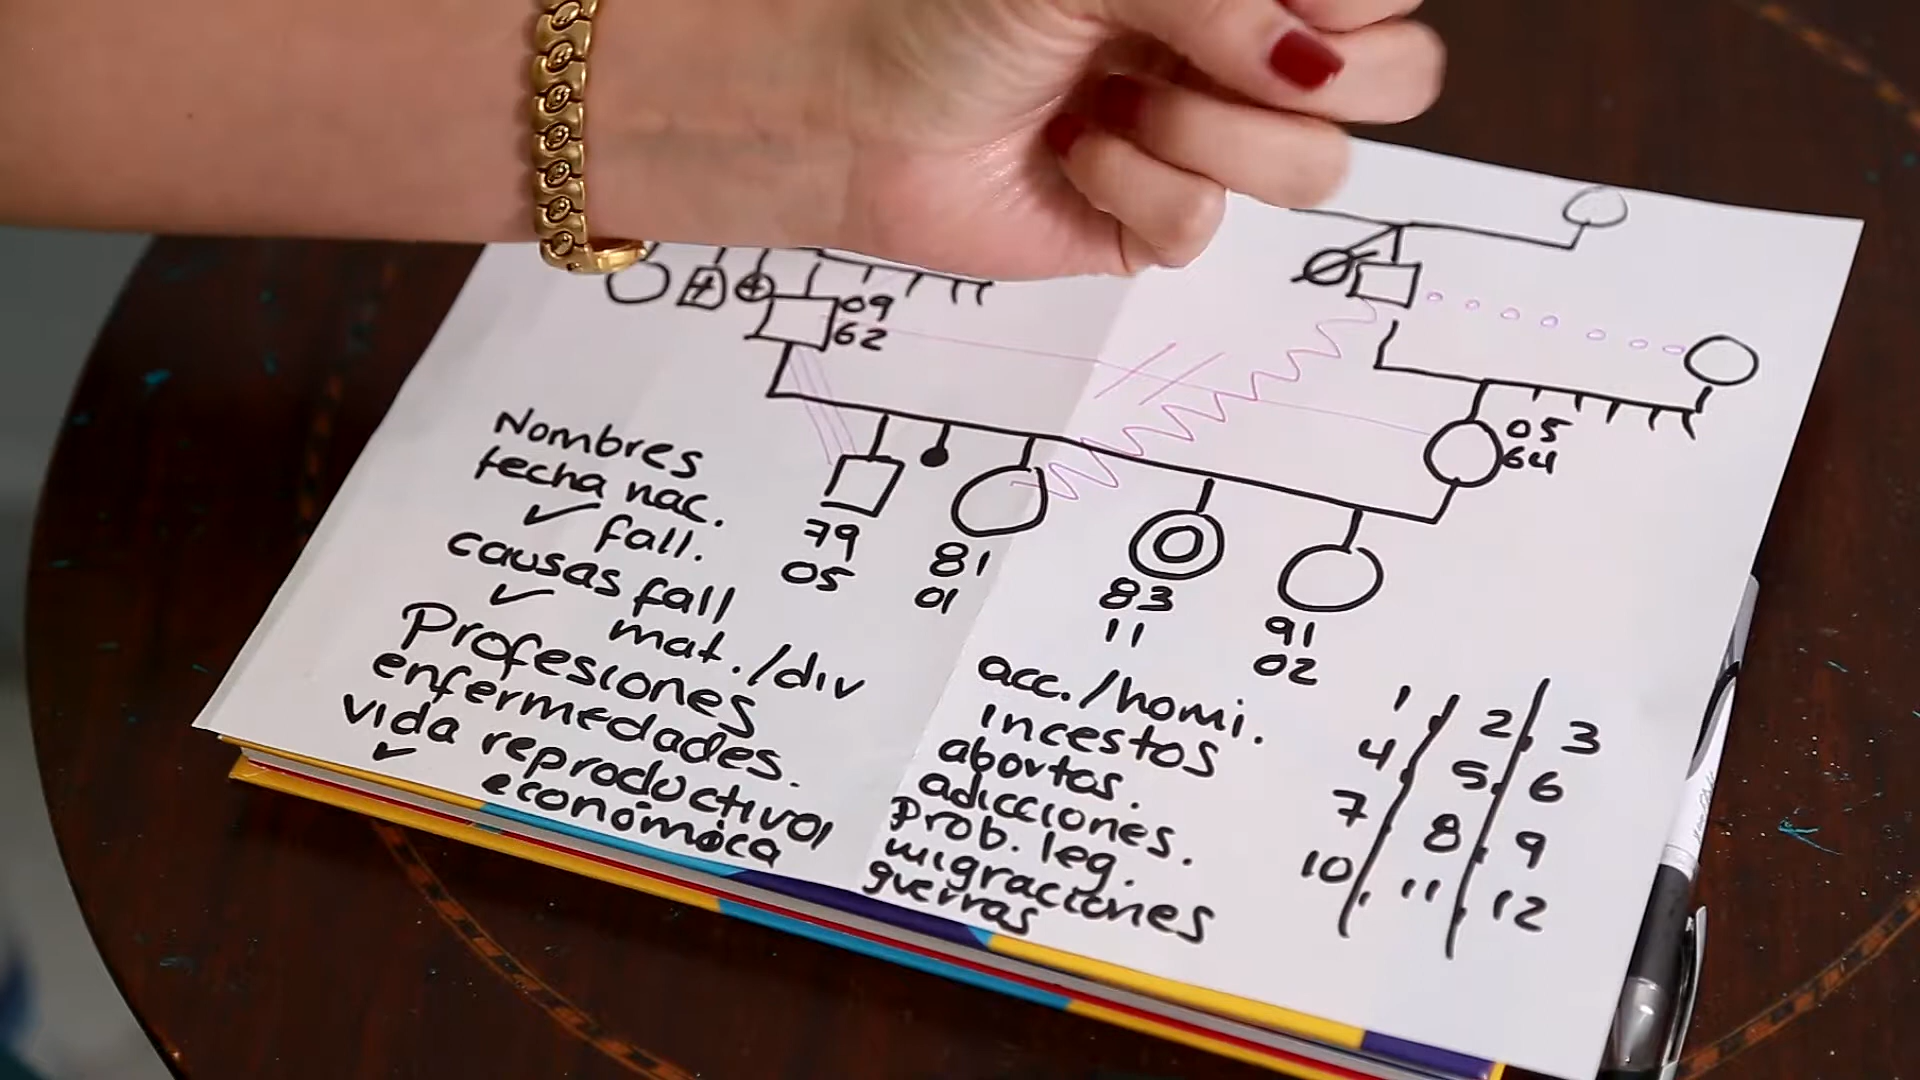 09
62
05
64
79
05
81
01
83
11
91
02
Nombres
fecha nac.
✓ fall.
causas fall
✓ mat./div
Profesiones
enfermedades.
vida reproductiva
✓ económica
acc./homi.
incestos
abortos.
adicciones.
Prob. leg.
migraciones
guerras
1, 2, 3
4, 5, 6
7, 8, 9
10, 11, 12